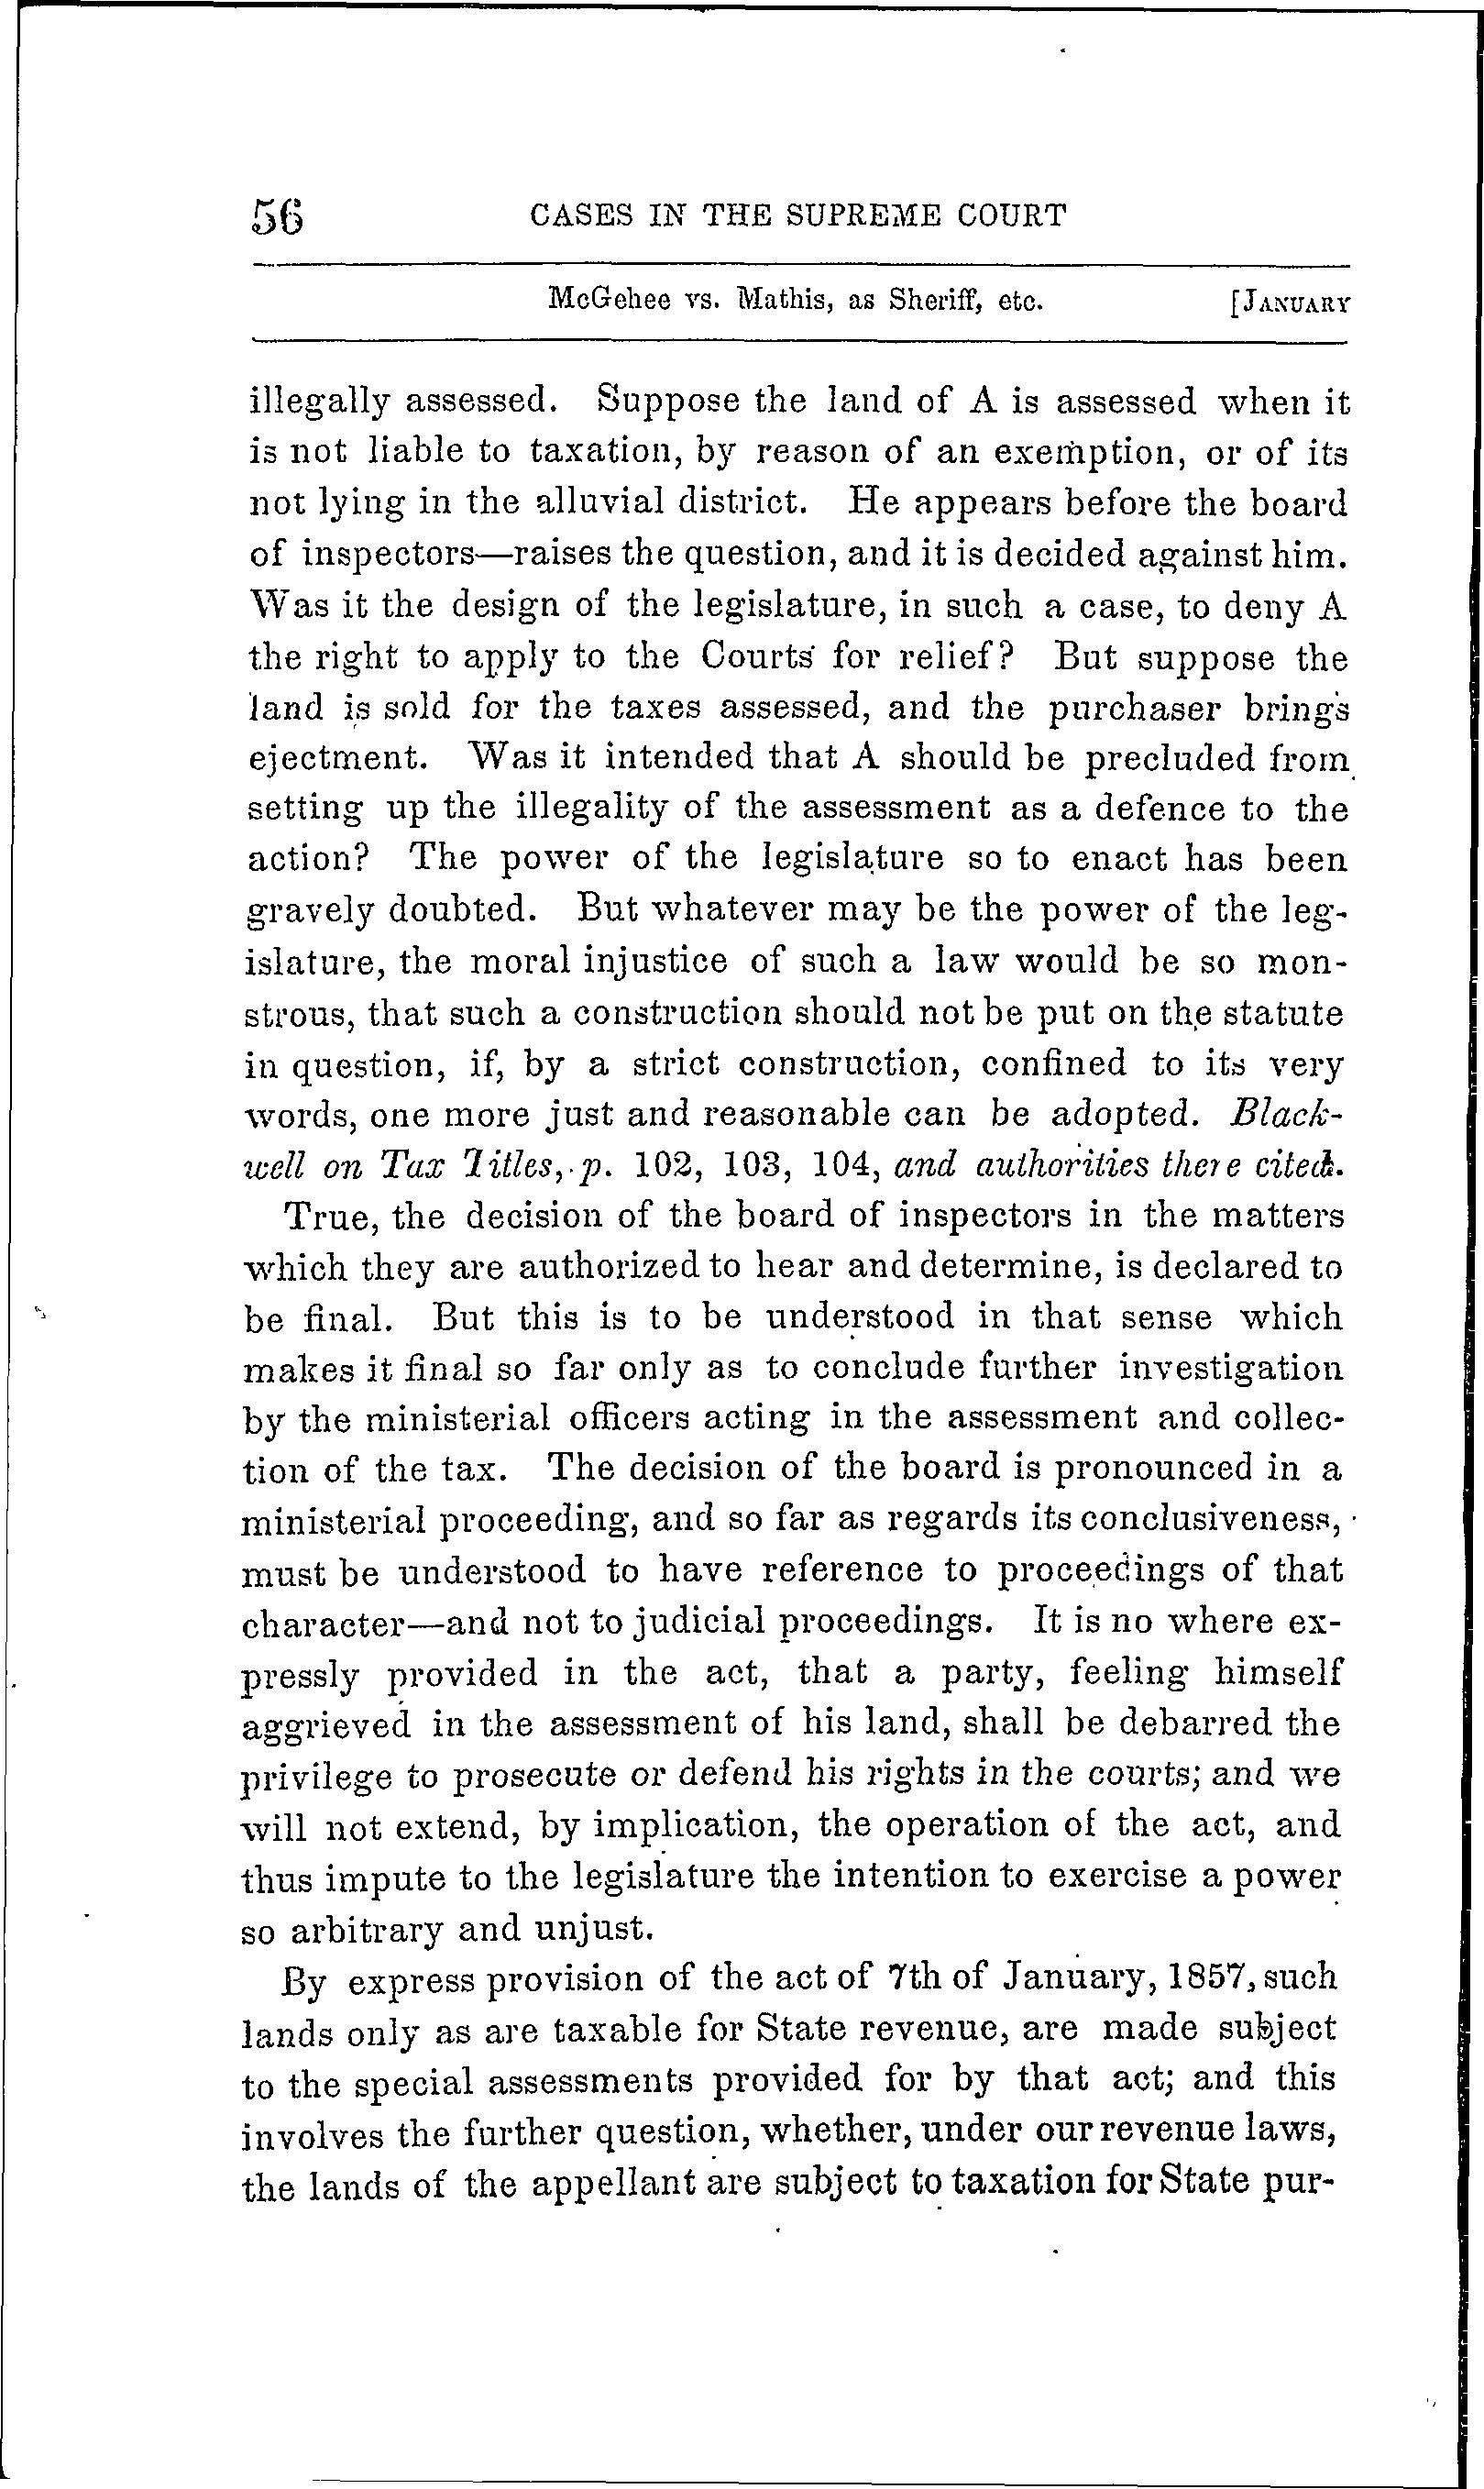 56 CASES IN THE SUPREME COURT
McGehee vs. Mathis, as Sheriff, etc. [JANUARY
illegally assessed. Suppose the land of A is assessed when it
is not liable to taxation, by reason of an exemption, or of its
not lying in the alluvial district. He appears before the board
of inspectors—raises the question, and it is decided against him.
Was it the design of the legislature, in such a case, to deny A
the right to apply to the Courts for relief? But suppose the
land is sold for the taxes assessed, and the purchaser brings
ejectment. Was it intended that A should be precluded from
setting up the illegality of the assessment as a defence to the
action? The power of the legislature so to enact has been
gravely doubted. But whatever may be the power of the leg-
islature, the moral injustice of such a law would be so mon-
strous, that such a construction should not be put on the statute
in question, if, by a strict construction, confined to its very
words, one more just and reasonable can be adopted. Black-
well on Tax Titles, p. 102, 103, 104, and authorities there cited.
True, the decision of the board of inspectors in the matters
which they are authorized to hear and determine, is declared to
be final. But this is to be understood in that sense which
makes it final so far only as to conclude further investigation
by the ministerial officers acting in the assessment and collec-
tion of the tax. The decision of the board is pronounced in a
ministerial proceeding, and so far as regards its conclusiveness,
must be understood to have reference to proceedings of that
character—and not to judicial proceedings. It is no where ex-
pressly provided in the act, that a party, feeling himself
aggrieved in the assessment of his land, shall be debarred the
privilege to prosecute or defend his rights in the courts; and we
will not extend, by implication, the operation of the act, and
thus impute to the legislature the intention to exercise a power
so arbitrary and unjust.
By express provision of the act of 7th of January, 1857, such
lands only as are taxable for State revenue, are made subject
to the special assessments provided for by that act; and this
involves the further question, whether, under our revenue laws,
the lands of the appellant are subject to taxation for State pur-